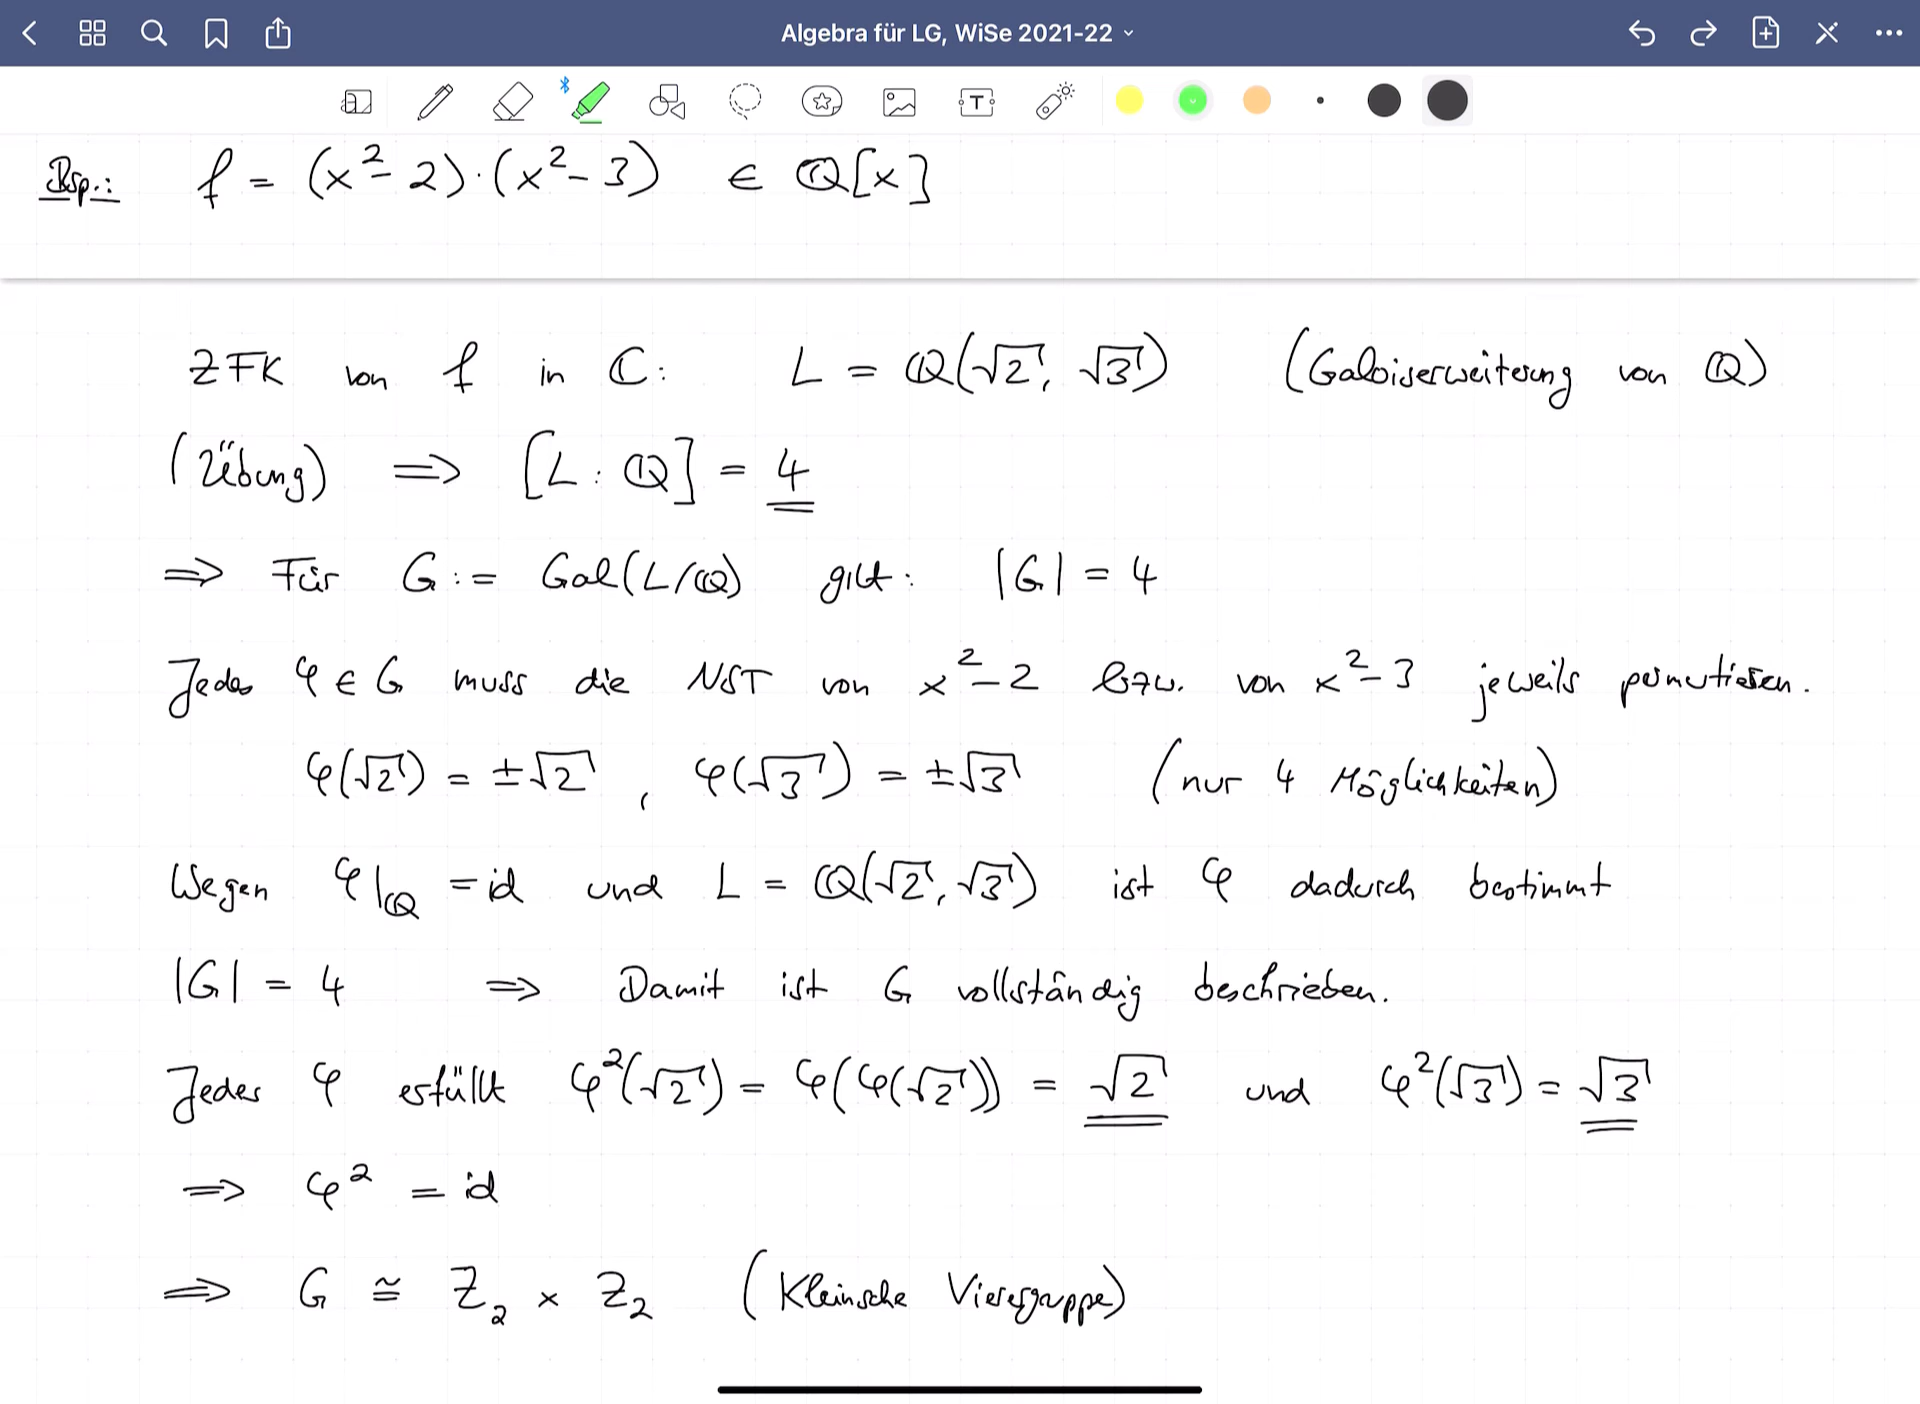 Algebra für LG, WiSe 2021-22
Bsp.: f = (x² - 2)·(x² - 3) ∈ ℚ[x]
ZFK von f in ℂ: L = ℚ(√2, √3) (Galoiserweiterung von ℚ)
(Zübung) ⟹ [L : ℚ] = 4
⟹ Für G := Gal(L/ℚ) gilt: |G| = 4
Jedes φ ∈ G muss die NST von x² - 2 bzw. von x² - 3 jeweils permutieren.
φ(√2) = ±√2, φ(√3) = ±√3 (nur 4 Möglichkeiten)
Wegen φ|ℚ = id und L = ℚ(√2, √3) ist φ dadurch bestimmt
|G| = 4 ⟹ Damit ist G vollständig beschrieben.
Jedes φ erfüllt φ²(√2) = φ(φ(√2)) = √2 und φ²(√3) = √3
⟹ φ² = id
⟹ G ≅ Z₂ × Z₂ (Kleinsche Vierergruppe)